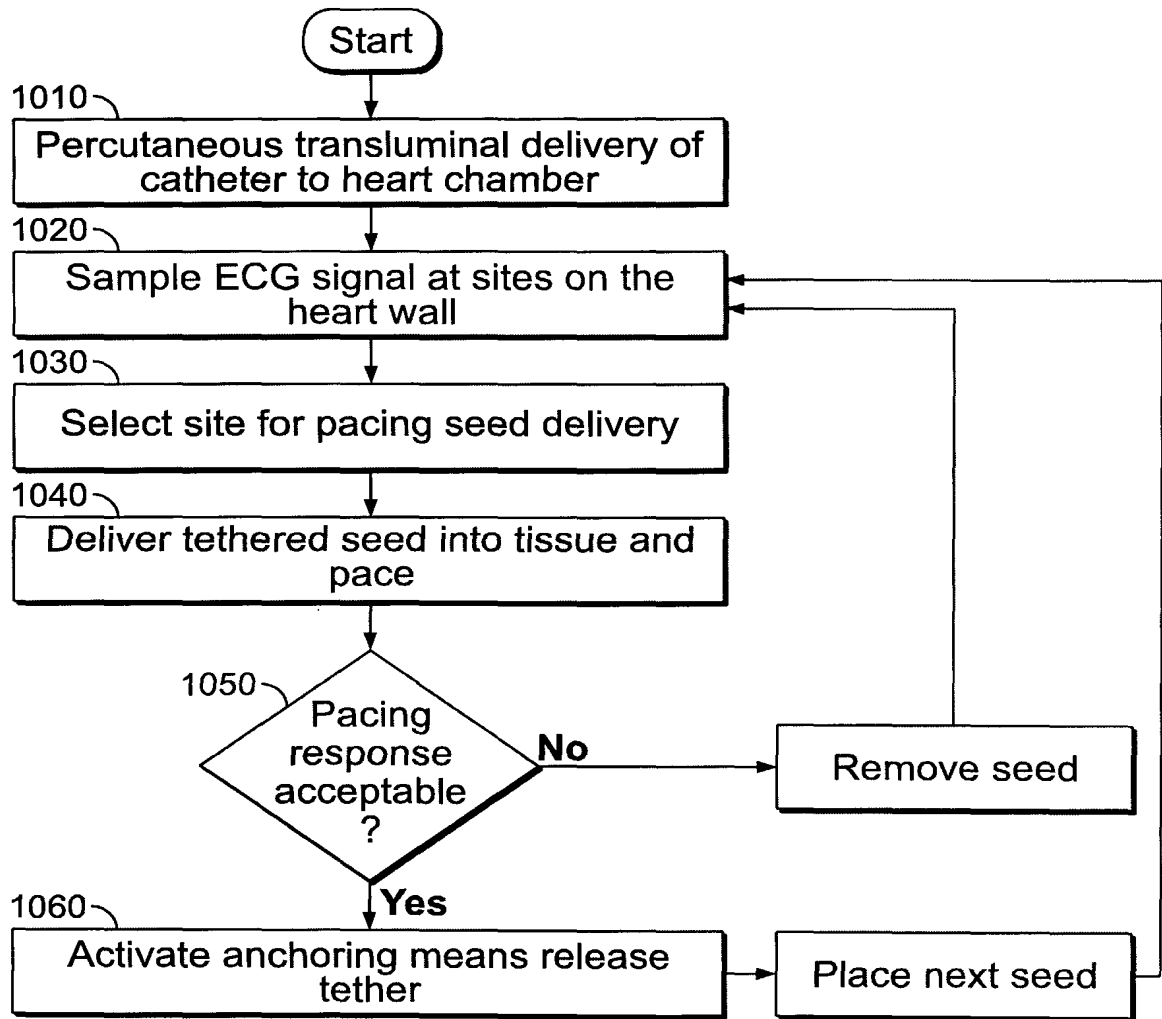 Start
1010
Percutaneous transluminal delivery of
catheter to heart chamber
1020
Sample ECG signal at sites on the
heart wall
1030
Select site for pacing seed delivery
1040
Deliver tethered seed into tissue and
pace
1050
Pacing
response
acceptable
?
No
Remove seed
Yes
1060
Activate anchoring means release
tether
Place next seed